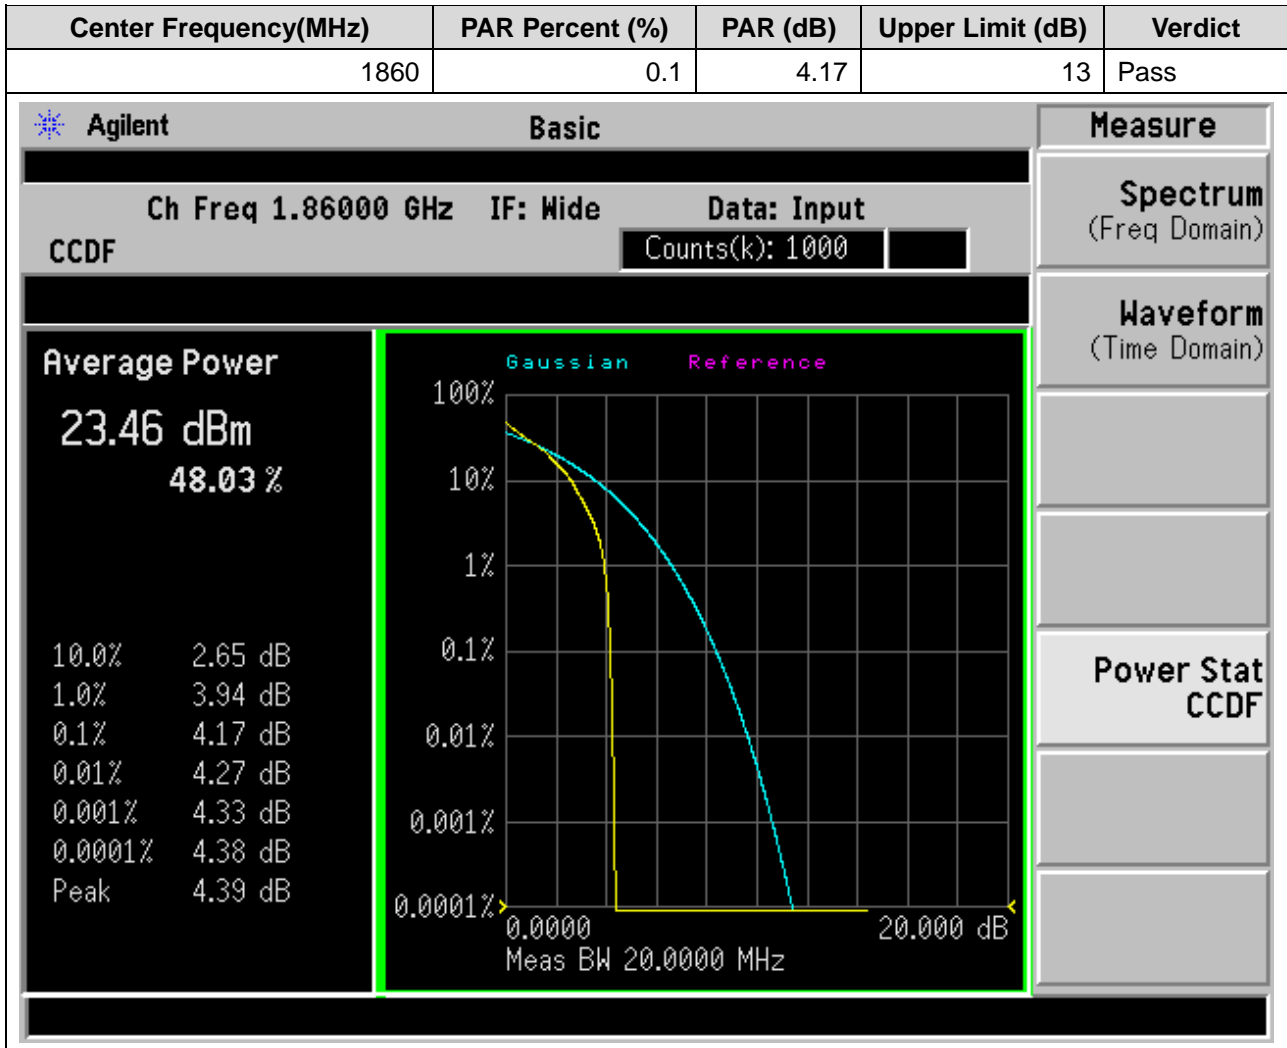 Center Frequency(MHz) PAR Percent (%) PAR (dB) Upper Limit (dB) Verdict
1860 0.1 4.17 13 Pass
Agilent Basic Measure
Ch Freq 1.86000 GHz IF: Wide Data: Input
CCDF Counts(k): 1000
Spectrum
(Freq Domain)
Waveform
(Time Domain)
Power Stat
CCDF
Average Power
23.46 dBm
48.03 %
10.0% 2.65 dB
1.0% 3.94 dB
0.1% 4.17 dB
0.01% 4.27 dB
0.001% 4.33 dB
0.0001% 4.38 dB
Peak 4.39 dB
Gaussian Reference
100%
10%
1%
0.1%
0.01%
0.001%
0.0001%
0.0000 20.000 dB
Meas BW 20.0000 MHz